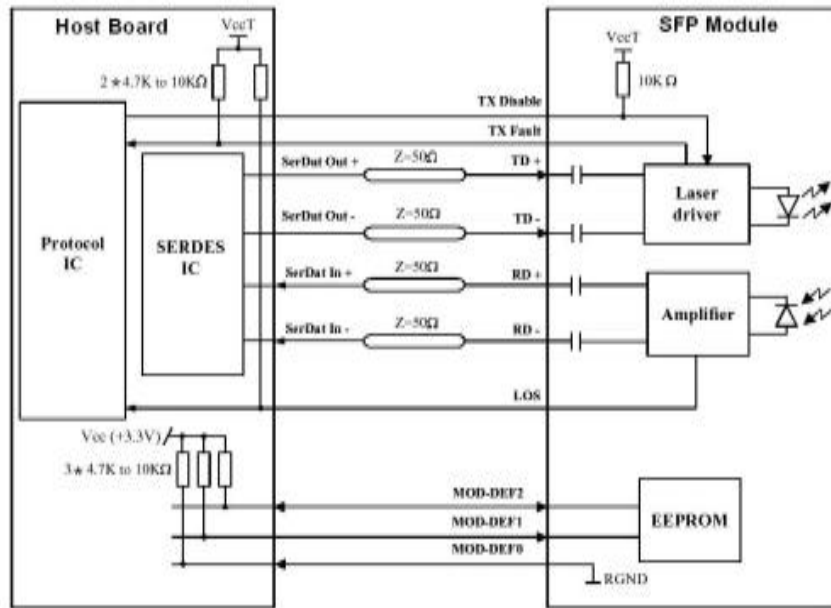 Host Board
SFP Module
VccT
VccT
2*4.7K to 10KΩ
10K Ω
TX Disable
TX Fault
SerDat Out +
Z=50Ω
TD +
SerDat Out -
Z=50Ω
TD -
Laser
driver
Protocol
IC
SERDES
IC
SerDat In +
Z=50Ω
RD +
SerDat In -
Z=50Ω
RD -
Amplifier
LOS
Vcc (+3.3V)
3*4.7K to 10KΩ
MOD-DEF2
MOD-DEF1
MOD-DEF0
EEPROM
RGND